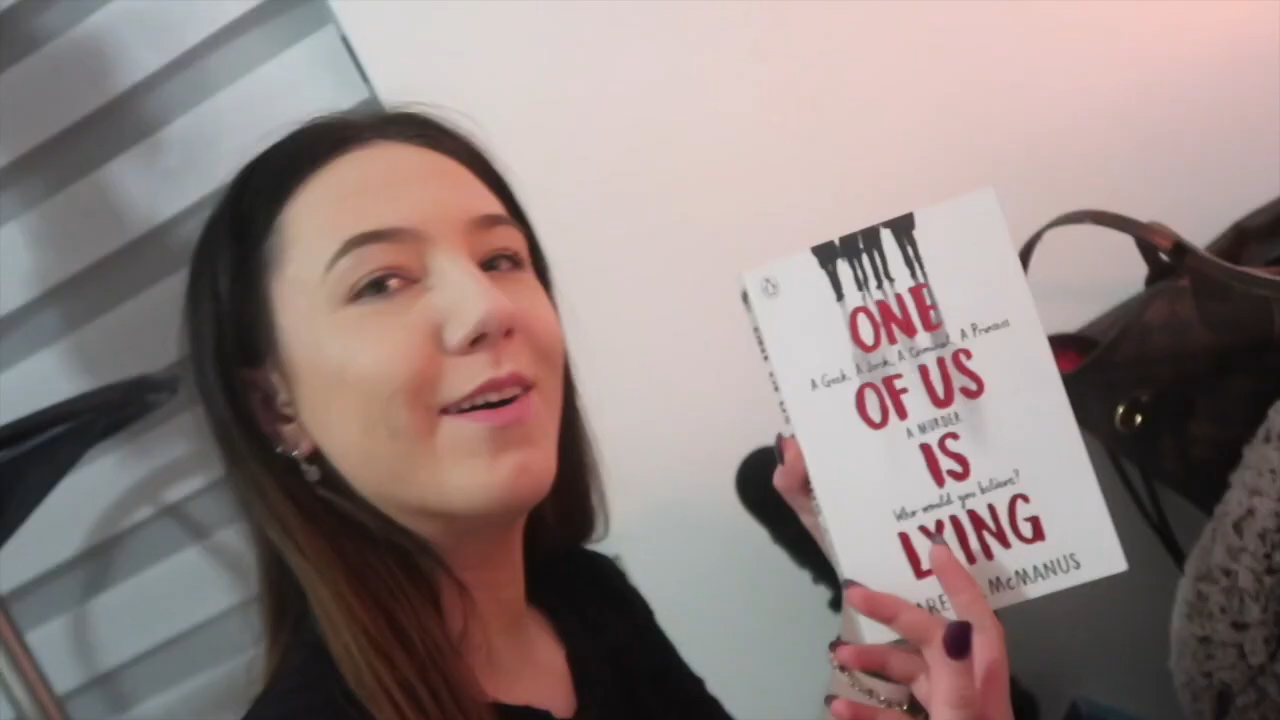 ONE
A Geek, A Jock, A Criminal, A Princess
OF US
A MURDER
IS
Who would you believe?
LYING
McMANUS